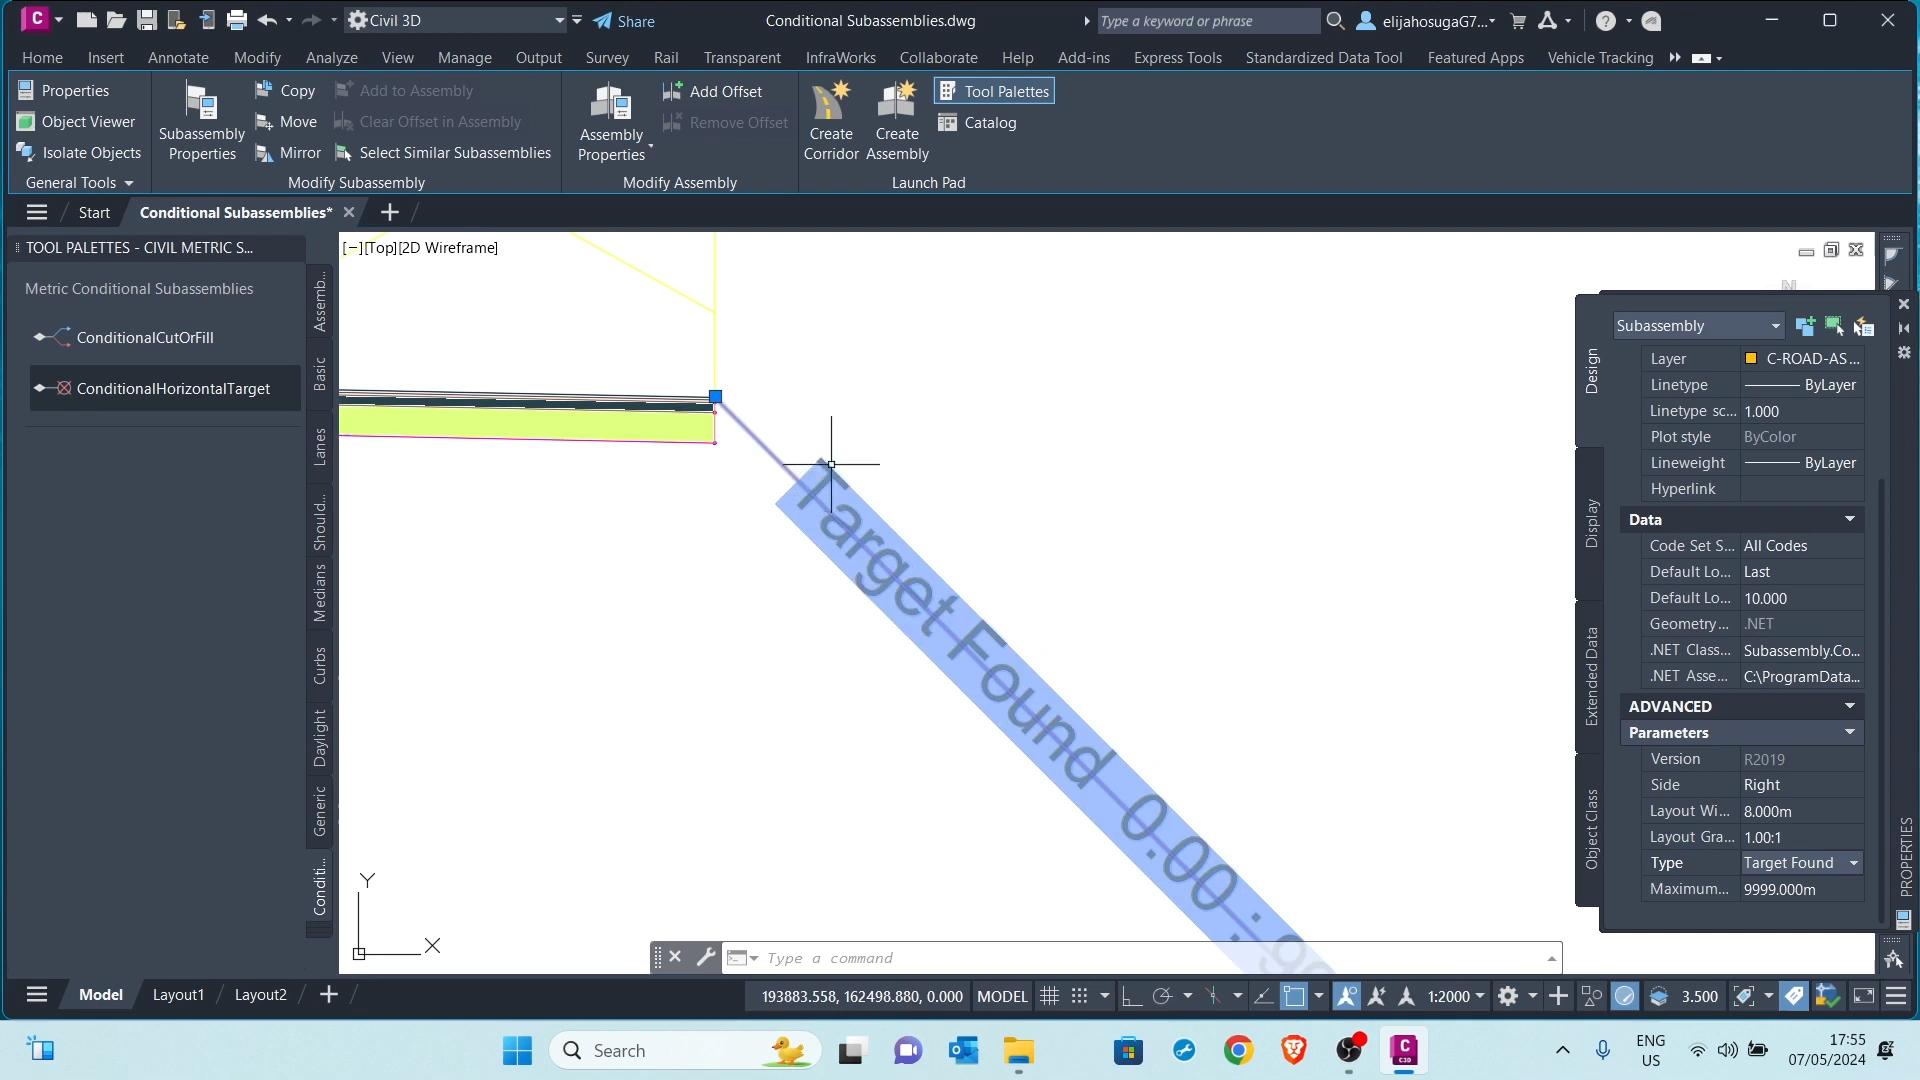 C Civil 3D Share Conditional Subassemblies.dwg Type a keyword or phrase elijahosugaG7...
Home Insert Annotate Modify Analyze View Manage Output Survey Rail Transparent InfraWorks Collaborate Help Add-ins Express Tools Standardized Data Tool Featured Apps Vehicle Tracking
Properties
Object Viewer
Isolate Objects
General Tools
Subassembly Properties
Copy
Move
Mirror
Add to Assembly
Clear Offset in Assembly
Select Similar Subassemblies
Modify Subassembly
Assembly Properties
Add Offset
Remove Offset
Modify Assembly
Create Corridor
Create Assembly
Tool Palettes
Catalog
Launch Pad
Start Conditional Subassemblies*
TOOL PALETTES - CIVIL METRIC S...
Metric Conditional Subassemblies
ConditionalCutOrFill
ConditionalHorizontalTarget
Assemb...
Basic
Lanes
Should...
Medians
Curbs
Daylight
Generic
Conditi...
[−][Top][2D Wireframe]
N
Target Found 0.00 :
Y
X
Type a command
Subassembly
Layer C-ROAD-AS...
Linetype ByLayer
Linetype sc... 1.000
Plot style ByColor
Lineweight ByLayer
Hyperlink
Data
Code Set S... All Codes
Default Lo... Last
Default Lo... 10.000
Geometry... .NET
.NET Class... Subassembly.Co...
.NET Asse... C:\ProgramData...
ADVANCED
Parameters
Version R2019
Side Right
Layout Wi... 8.000m
Layout Gra... 1.00:1
Type Target Found
Maximum... 9999.000m
Design
Display
Extended Data
Object Class
PROPERTIES
Model Layout1 Layout2
193883.558, 162498.880, 0.000 MODEL 1:2000 3.500
Search
C
C3D
ENG
US
17:55
07/05/2024